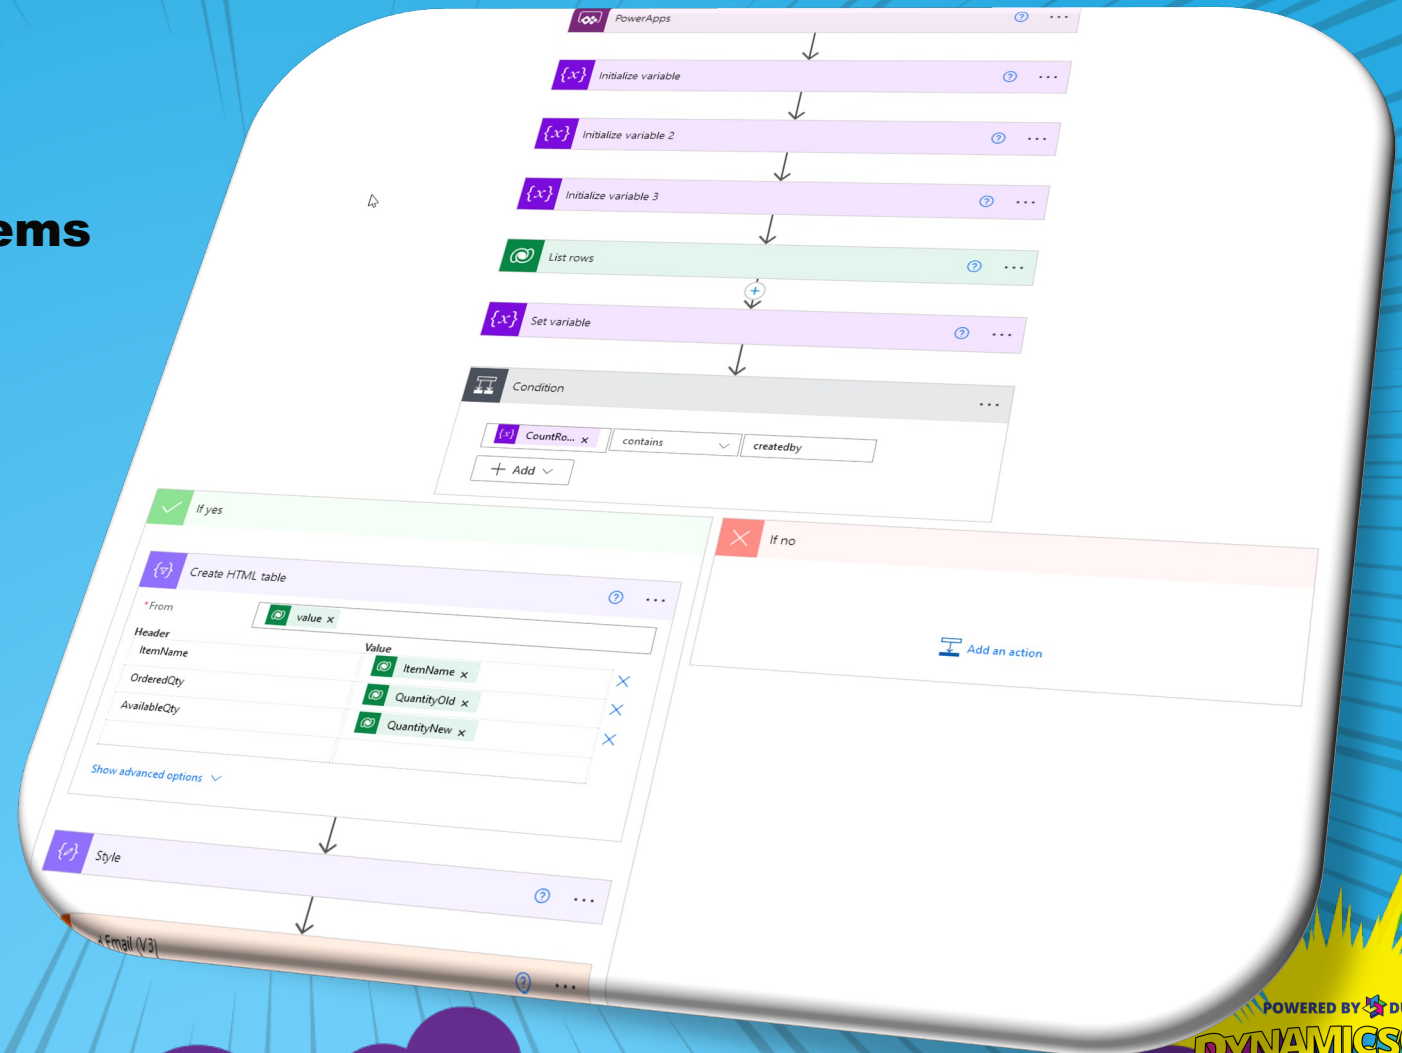 PowerApps
Initialize variable
Initialize variable 2
Initialize variable 3
ems
List rows
Set variable
Condition
CountRo... contains createdby
Add
If yes
If no
Create HTML table
*From value
Header Value
ItemName ItemName
OrderedQty QuantityOld
AvailableQty QuantityNew
Add an action
Show advanced options
Style
Email (V3)
POWERED BY
DYNAMICS